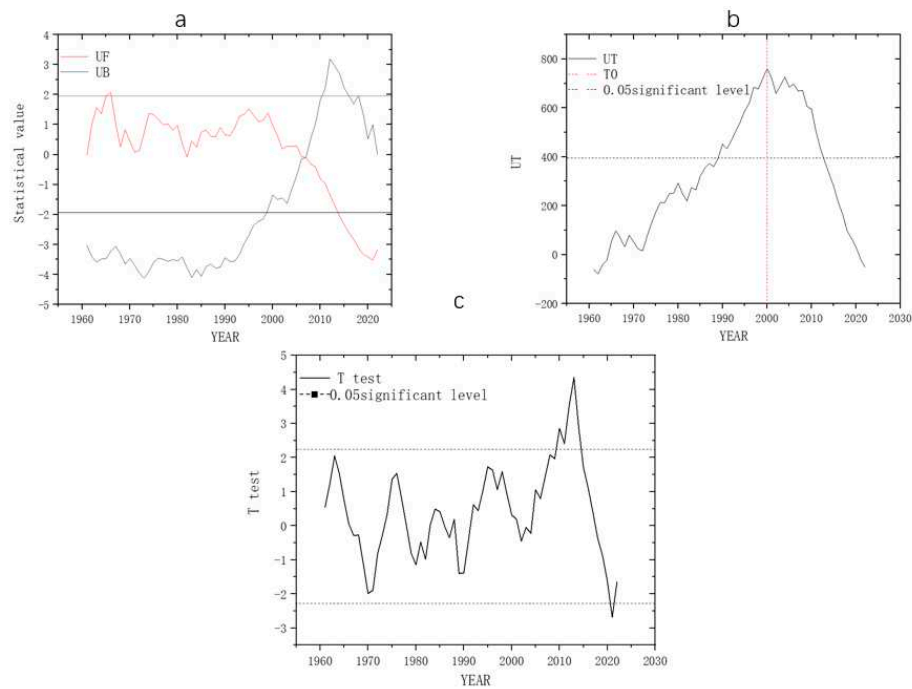 a
4
3
2
1
0
-1
-2
-3
-4
-5
Statistical value
UF
UB
1960 1970 1980 1990 2000 2010 2020
YEAR
b
800
600
400
200
0
-200
UT
UT
T0
0.05significant level
1960 1970 1980 1990 2000 2010 2020 2030
YEAR
c
5
4
3
2
1
0
-1
-2
-3
T test
T test
0.05significant level
1960 1970 1980 1990 2000 2010 2020 2030
YEAR